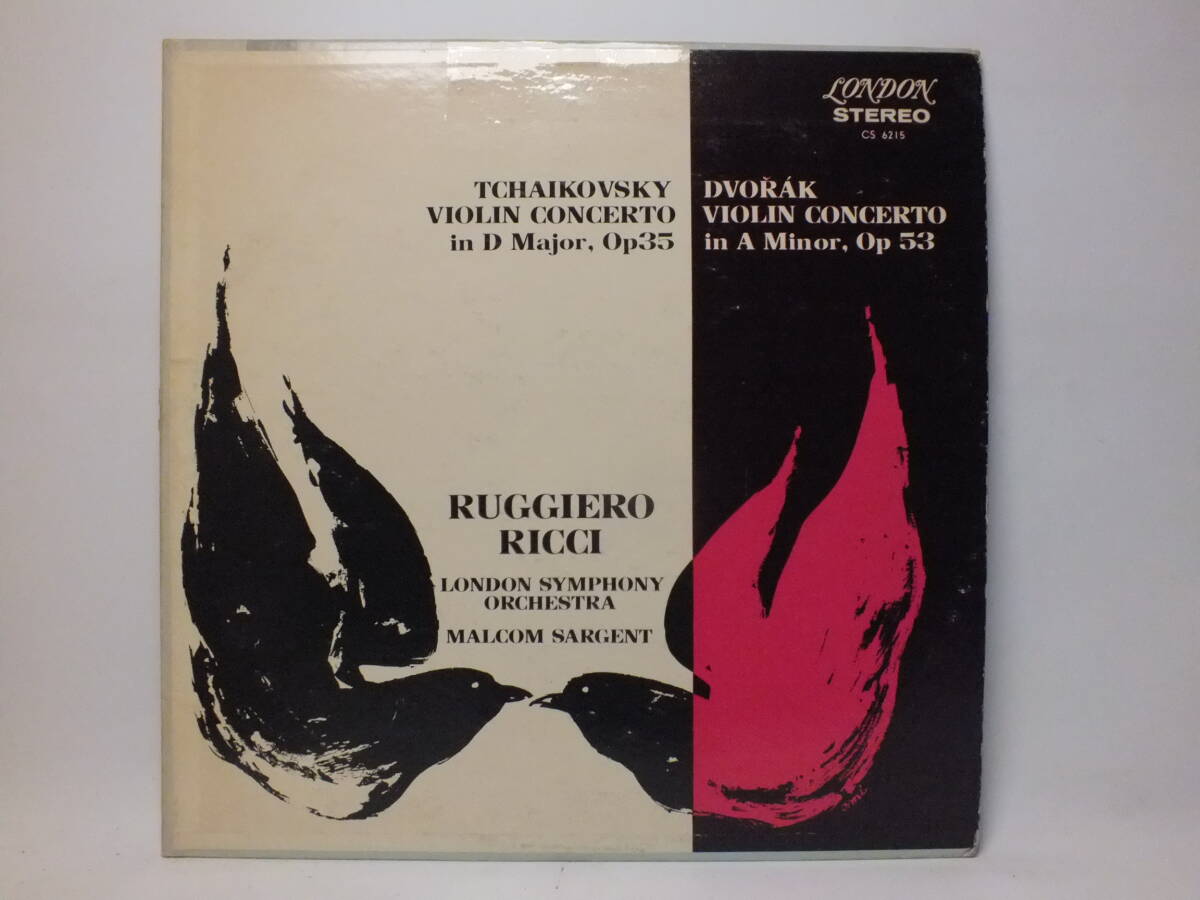 LONDON
STEREO
CS 6215
TCHAIKOVSKY
VIOLIN CONCERTO
in D Major, Op35
DVOŘÁK
VIOLIN CONCERTO
in A Minor, Op 53
RUGGIERO
RICCI
LONDON SYMPHONY
ORCHESTRA
MALCOM SARGENT